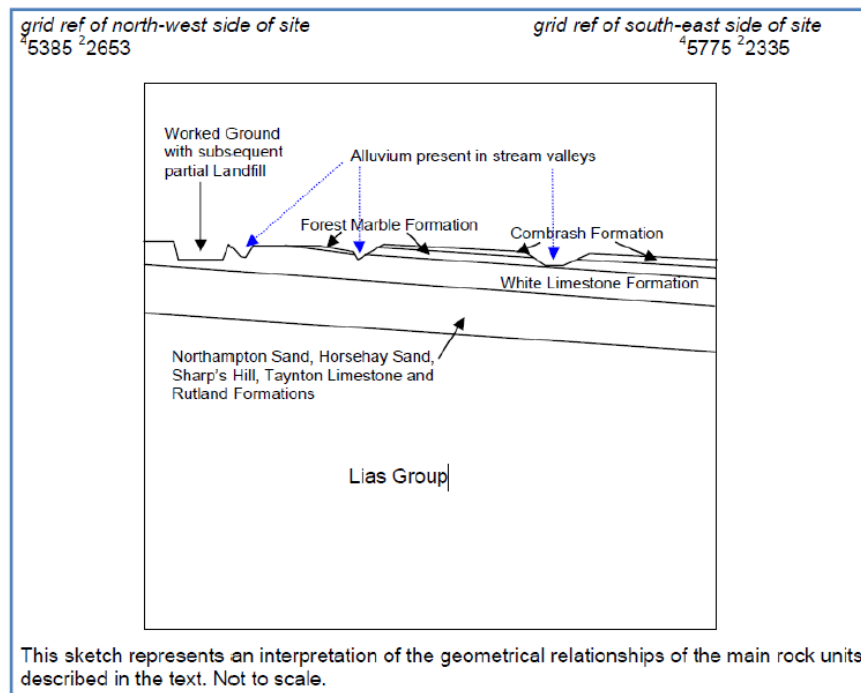 grid ref of north-west side of site
⁴5385 ²2653
grid ref of south-east side of site
⁴5775 ²2335
Worked Ground
with subsequent
partial Landfill
Alluvium present in stream valleys
Forest Marble Formation
Cornbrash Formation
White Limestone Formation
Northampton Sand, Horsehay Sand,
Sharp's Hill, Taynton Limestone and
Rutland Formations
Lias Group
This sketch represents an interpretation of the geometrical relationships of the main rock units
described in the text. Not to scale.